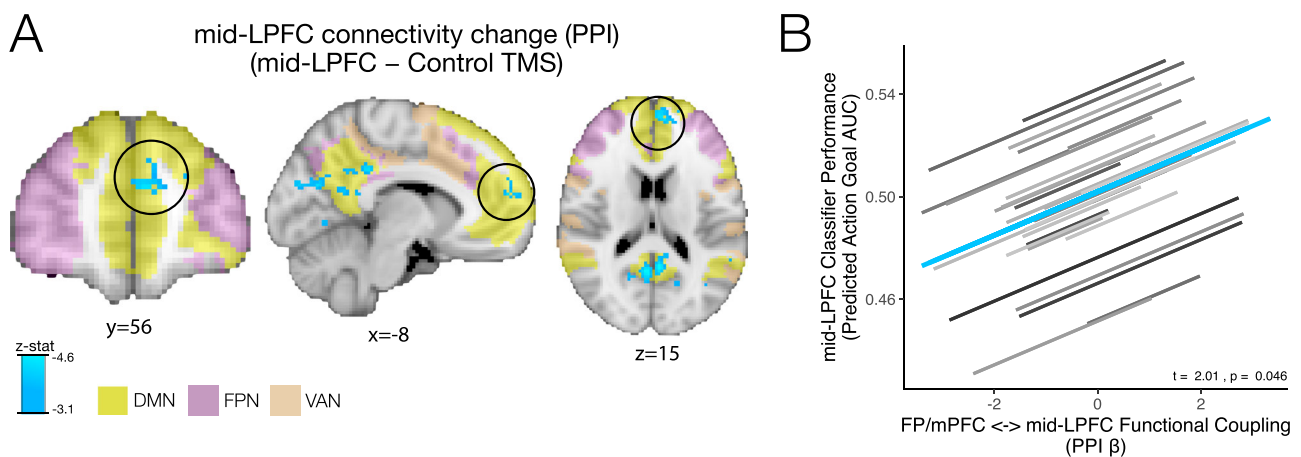 A
mid-LPFC connectivity change (PPI)
(mid-LPFC – Control TMS)
y=56
x=-8
z=15
z-stat
-4.6
-3.1
DMN
FPN
VAN
B
mid-LPFC Classifier Performance
(Predicted Action Goal AUC)
0.54
0.50
0.46
t = 2.01 , p = 0.046
-2
0
2
FP/mPFC <-> mid-LPFC Functional Coupling
(PPI β)